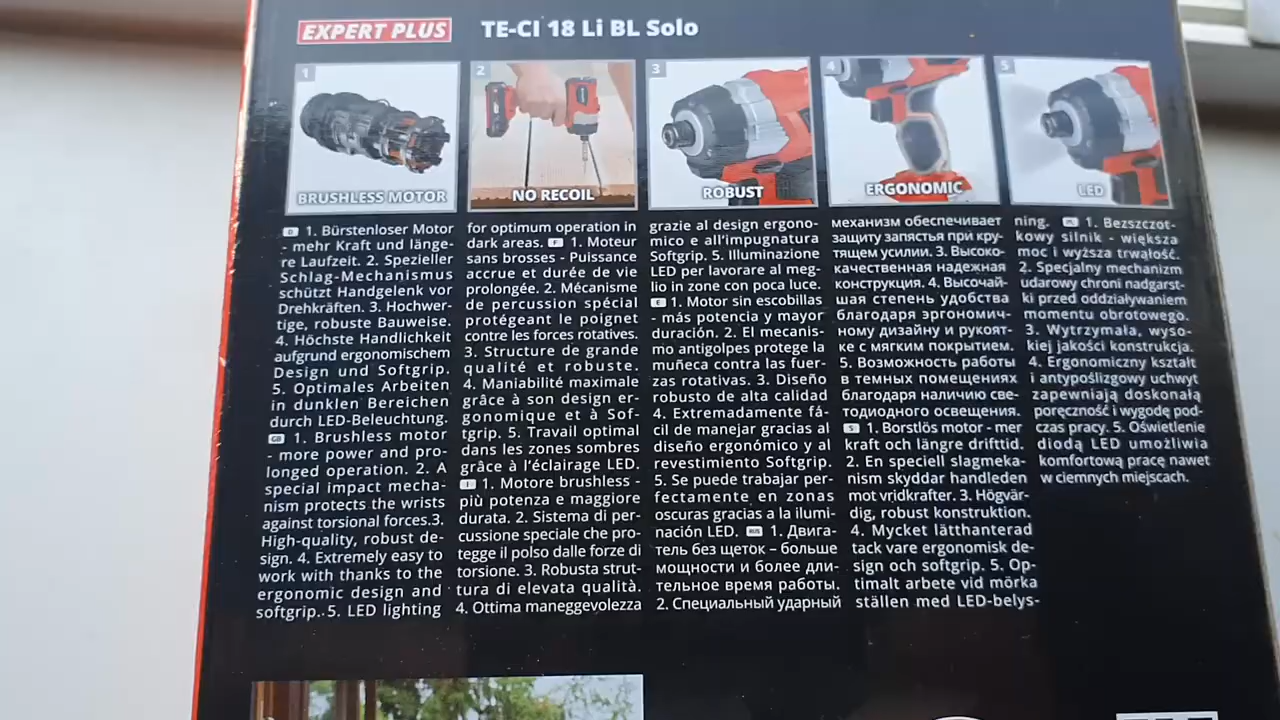 EXPERT PLUS TE-CI 18 Li BL Solo
1
2
3
4
5
BRUSHLESS MOTOR
NO RECOIL
ROBUST
ERGONOMIC
LED
D 1. Bürstenloser Motor
- mehr Kraft und länge-
re Laufzeit. 2. Spezieller
Schlag-Mechanismus
schützt Handgelenk vor
Drehkräften. 3. Hochwer-
tige, robuste Bauweise.
4. Höchste Handlichkeit
aufgrund ergonomischem
Design und Softgrip.
5. Optimales Arbeiten
in dunklen Bereichen
durch LED-Beleuchtung.
GB 1. Brushless motor
- more power and pro-
longed operation. 2. A
special impact mecha-
nism protects the wrists
against torsional forces.3.
High-quality, robust de-
sign. 4. Extremely easy to
work with thanks to the
ergonomic design and
softgrip. 5. LED lighting
for optimum operation in
dark areas. F 1. Moteur
sans brosses - Puissance
accrue et durée de vie
prolongée. 2. Mécanisme
de percussion spécial
protégeant le poignet
contre les forces rotatives.
3. Structure de grande
qualité et robuste.
4. Maniabilité maximale
grâce à son design er-
gonomique et à Sof-
tgrip. 5. Travail optimal
dans les zones sombres
grâce à l'éclairage LED.
I 1. Motore brushless -
più potenza e maggiore
durata. 2. Sistema di per-
cussione speciale che pro-
tegge il polso dalle forze di
torsione. 3. Robusta strut-
tura di elevata qualità.
4. Ottima maneggevolezza
grazie al design ergono-
mico e all'impugnatura
Softgrip. 5. Illuminazione
LED per lavorare al meg-
lio in zone con poca luce.
E 1. Motor sin escobillas
- más potencia y mayor
duración. 2. El mecanis-
mo antigolpes protege la
muñeca contra las fuer-
zas rotativas. 3. Diseño
robusto de alta calidad
4. Extremadamente fá-
cil de manejar gracias al
diseño ergonómico y al
revestimiento Softgrip.
5. Se puede trabajar per-
fectamente en zonas
oscuras gracias a la ilumi-
nación LED. RUS 1. Двига-
тель без щеток – больше
мощности и более дли-
тельное время работы.
2. Специальный ударный
механизм обеспечивает
защиту запястья при кру-
тящем усилии. 3. Высоко-
качественная надежная
конструкция. 4. Высочай-
шая степень удобства
благодаря эргономич-
ному дизайну и рукоят-
ке с мягким покрытием.
5. Возможность работы
в темных помещениях
благодаря наличию све-
тодиодного освещения.
S 1. Borstlös motor - mer
kraft och längre drifttid.
2. En speciell slagmeka-
nism skyddar handleden
mot vridkrafter. 3. Högvär-
dig, robust konstruktion.
4. Mycket lätthanterad
tack vare ergonomisk de-
sign och softgrip. 5. Op-
timalt arbete vid mörka
ställen med LED-belys-
ning. PL 1. Bezszczot-
kowy silnik - większa
moc i wyższa trwałość.
2. Specjalny mechanizm
udarowy chroni nadgarst-
ki przed oddziaływaniem
momentu obrotowego.
3. Wytrzymała, wyso-
kiej jakości konstrukcja.
4. Ergonomiczny kształt
i antypoślizgowy uchwyt
zapewniają doskonałą
poręczność i wygodę pod-
czas pracy. 5. Oświetlenie
diodą LED umożliwia
komfortową pracę nawet
w ciemnych miejscach.